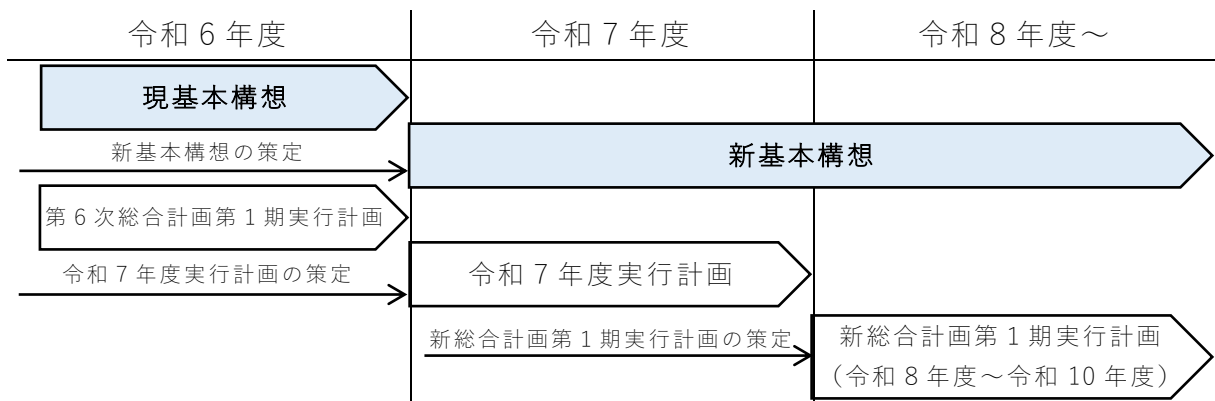 令和６年度
令和７年度
令和８年度～
現基本構想
新基本構想の策定
新基本構想
第６次総合計画第１期実行計画
令和７年度実行計画の策定
令和７年度実行計画
新総合計画第１期実行計画の策定
新総合計画第１期実行計画
（令和８年度～令和 10 年度）